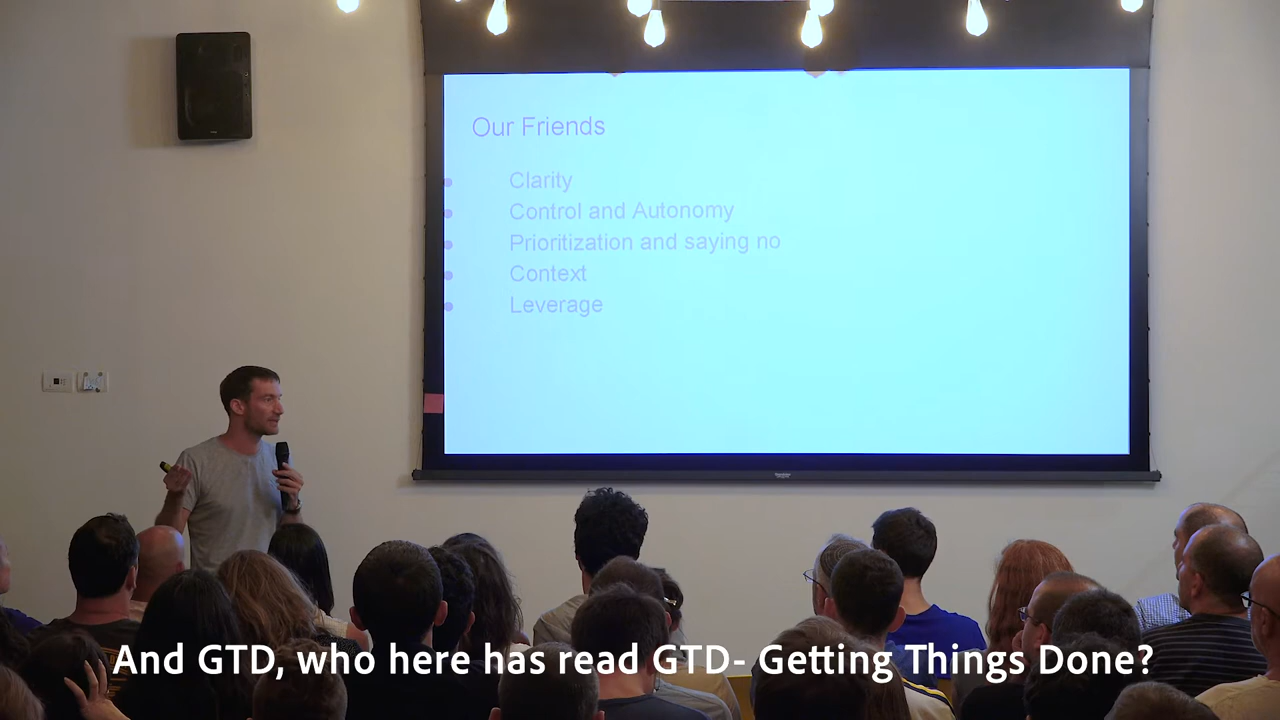 Our Friends
Clarity
Control and Autonomy
Prioritization and saying no
Context
Leverage
And GTD, who here has read GTD- Getting Things Done?